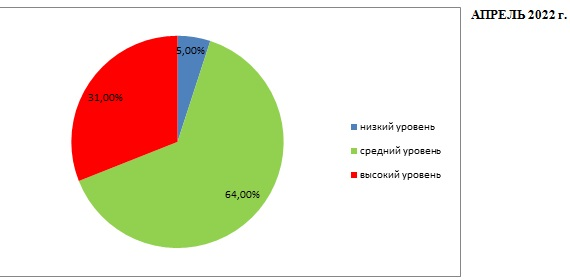 АПРЕЛЬ 2022 г.
5,00%
31,00%
64,00%
низкий уровень
средний уровень
высокий уровень